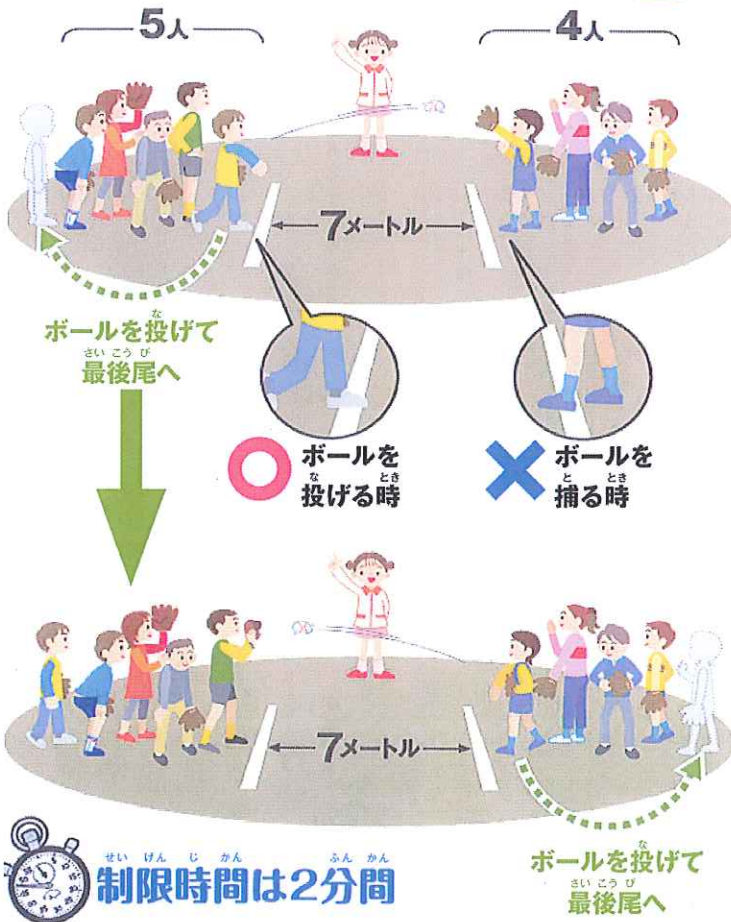 5人
4人
7メートル
ボールを投げて
最後尾へ
ボールを
投げる時
ボールを
捕る時
7メートル
制限時間は2分間
ボールを投げて
最後尾へ